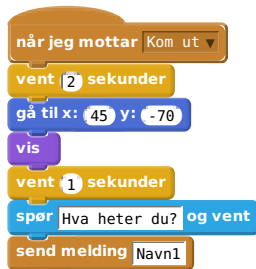 når jeg mottar Kom ut
vent 2 sekunder
gå til x: 45 y: -70
vis
vent 1 sekunder
spør Hva heter du? og vent
send melding Navn1